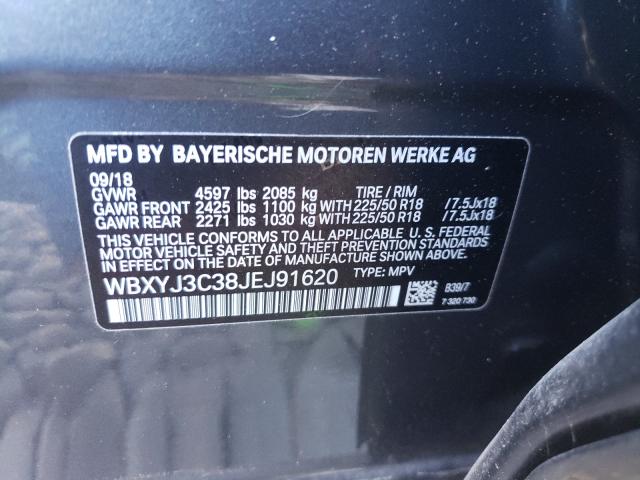 MFD BY BAYERISCHE MOTOREN WERKE AG
09/18
GVWR 4597 lbs 2085 kg TIRE / RIM
GAWR FRONT 2425 lbs 1100 kg WITH 225/50 R18 /7.5Jx18
GAWR REAR 2271 lbs 1030 kg WITH 225/50 R18 /7.5Jx18
THIS VEHICLE CONFORMS TO ALL APPLICABLE U. S. FEDERAL
MOTOR VEHICLE SAFETY AND THEFT PREVENTION STANDARDS
IN EFFECT ON THE DATE OF MANUFACTURE SHOWN ABOVE.
WBXYJ3C38JEJ91620 TYPE: MPV
B39/7
7 320 730